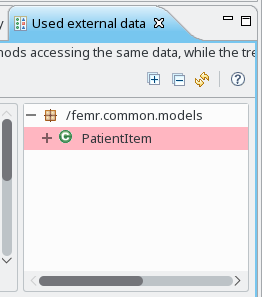 Used external data
nods accessing the same data, while the tre
/femr.common.models
PatientItem